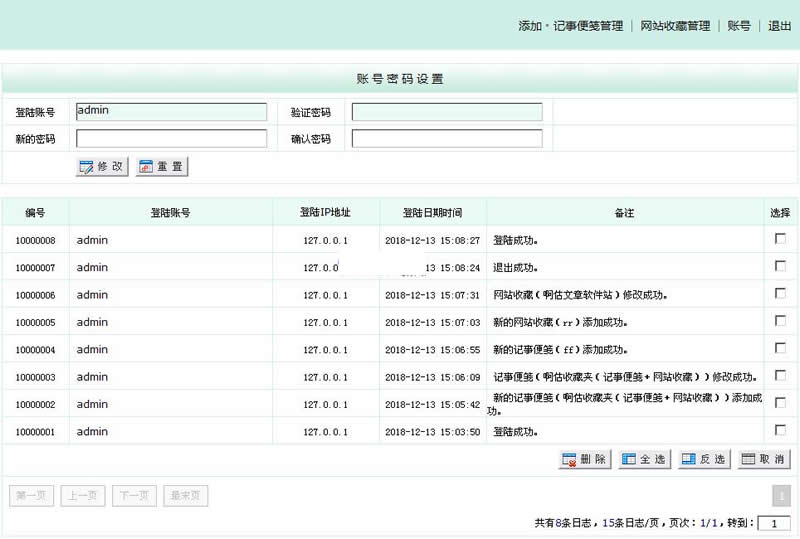 添加·记事便笺管理 | 网站收藏管理 | 账号 | 退出
账号密码设置
登陆账号 admin 验证密码
新的密码 确认密码
修改 重置
编号 登陆账号 登陆IP地址 登陆日期时间 备注 选择
10000008 admin 127.0.0.1 2018-12-13 15:08:27 登陆成功。
10000007 admin 127.0.0 13 15:08:24 退出成功。
10000006 admin 127.0.0.1 2018-12-13 15:07:31 网站收藏(啊估文章软件站)修改成功。
10000005 admin 127.0.0.1 2018-12-13 15:07:03 新的网站收藏(rr)添加成功。
10000004 admin 127.0.0.1 2018-12-13 15:06:55 新的记事便笺(ff)添加成功。
10000003 admin 127.0.0.1 2018-12-13 15:06:09 记事便笺(啊估收藏夹(记事便笺+网站收藏))修改成功。
10000002 admin 127.0.0.1 2018-12-13 15:05:42 新的记事便笺(啊估收藏夹(记事便笺+网站收藏))添加成
功。
10000001 admin 127.0.0.1 2018-12-13 15:03:50 登陆成功。
删除 全选 反选 取消
第一页 上一页 下一页 最末页 1
共有8条日志，15条日志/页，页次：1/1，转到： 1